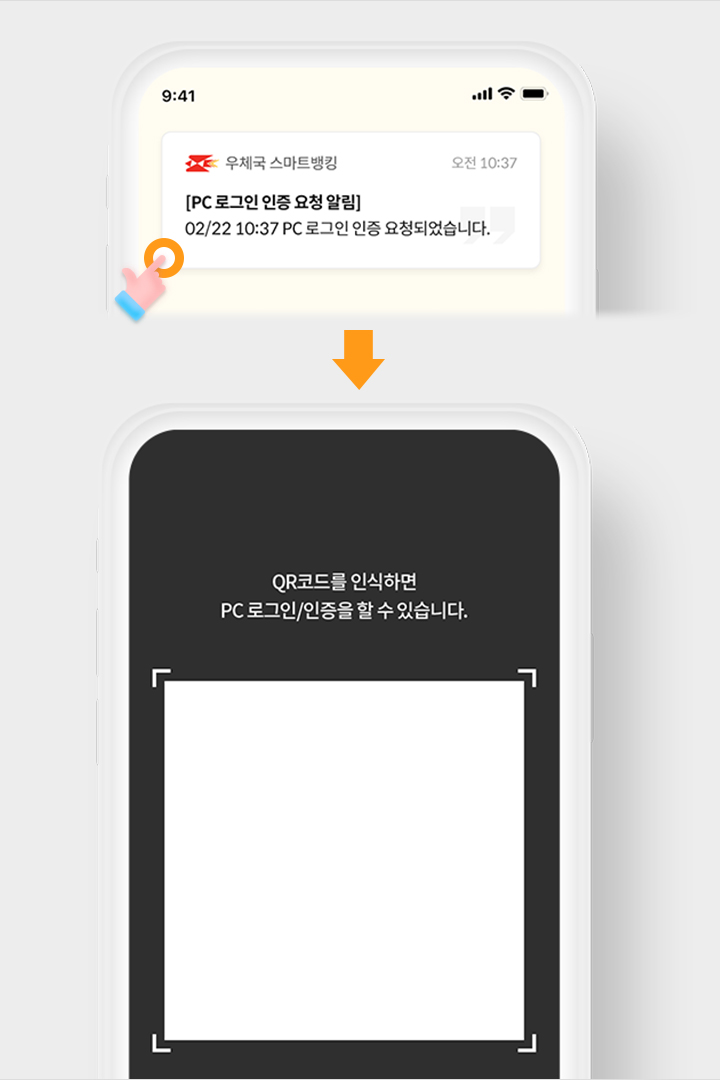 9:41
우체국 스마트뱅킹 오전 10:37
[PC 로그인 인증 요청 알림]
02/22 10:37 PC 로그인 인증 요청되었습니다.
QR코드를 인식하면
PC 로그인/인증을 할 수 있습니다.